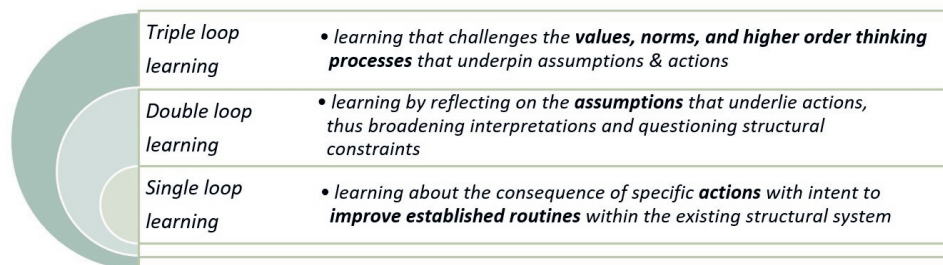 Triple loop
learning
• learning that challenges the values, norms, and higher order thinking
processes that underpin assumptions & actions
Double loop
learning
• learning by reflecting on the assumptions that underlie actions,
thus broadening interpretations and questioning structural
constraints
Single loop
learning
• learning about the consequence of specific actions with intent to
improve established routines within the existing structural system